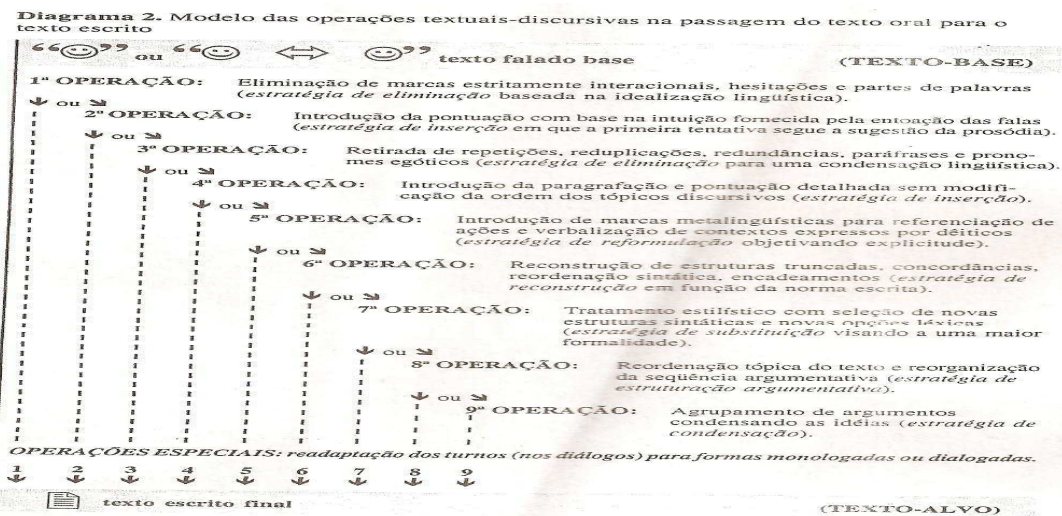 Diagrama 2. Modelo das operações textuais-discursivas na passagem do texto oral para o
texto escrito
“☺” ou “☺ ⇔ ☺” texto falado base (TEXTO-BASE)
1ª OPERAÇÃO: Eliminação de marcas estritamente interacionais, hesitações e partes de palavras
(estratégia de eliminação baseada na idealização lingüística).
↓ ou ↘
2ª OPERAÇÃO: Introdução da pontuação com base na intuição fornecida pela entoação das falas
(estratégia de inserção em que a primeira tentativa segue a sugestão da prosódia).
↓ ou ↘
3ª OPERAÇÃO: Retirada de repetições, reduplicações, redundâncias, paráfrases e prono-
mes egóticos (estratégia de eliminação para uma condensação lingüística).
↓ ou ↘
4ª OPERAÇÃO: Introdução da paragrafação e pontuação detalhada sem modifi-
cação da ordem dos tópicos discursivos (estratégia de inserção).
↓ ou ↘
5ª OPERAÇÃO: Introdução de marcas metalingüísticas para referenciação de
ações e verbalização de contextos expressos por dêiticos
(estratégia de reformulação objetivando explicitude).
↓ ou ↘
6ª OPERAÇÃO: Reconstrução de estruturas truncadas, concordâncias,
reordenação sintática, encadeamentos (estratégia de
reconstrução em função da norma escrita).
↓ ou ↘
7ª OPERAÇÃO: Tratamento estilístico com seleção de novas
estruturas sintáticas e novas opções léxicas
(estratégia de substituição visando a uma maior
formalidade).
↓ ou ↘
8ª OPERAÇÃO: Reordenação tópica do texto e reorganização
da seqüência argumentativa (estratégia de
estruturação argumentativa).
↓ ou ↘
9ª OPERAÇÃO: Agrupamento de argumentos
condensando as idéias (estratégia de
condensação).
OPERAÇÕES ESPECIAIS: readaptação dos turnos (nos diálogos) para formas monologadas ou dialogadas.
1 2 3 4 5 6 7 8 9
↓ ↓ ↓ ↓ ↓ ↓ ↓ ↓ ↓
texto escrito final (TEXTO-ALVO)